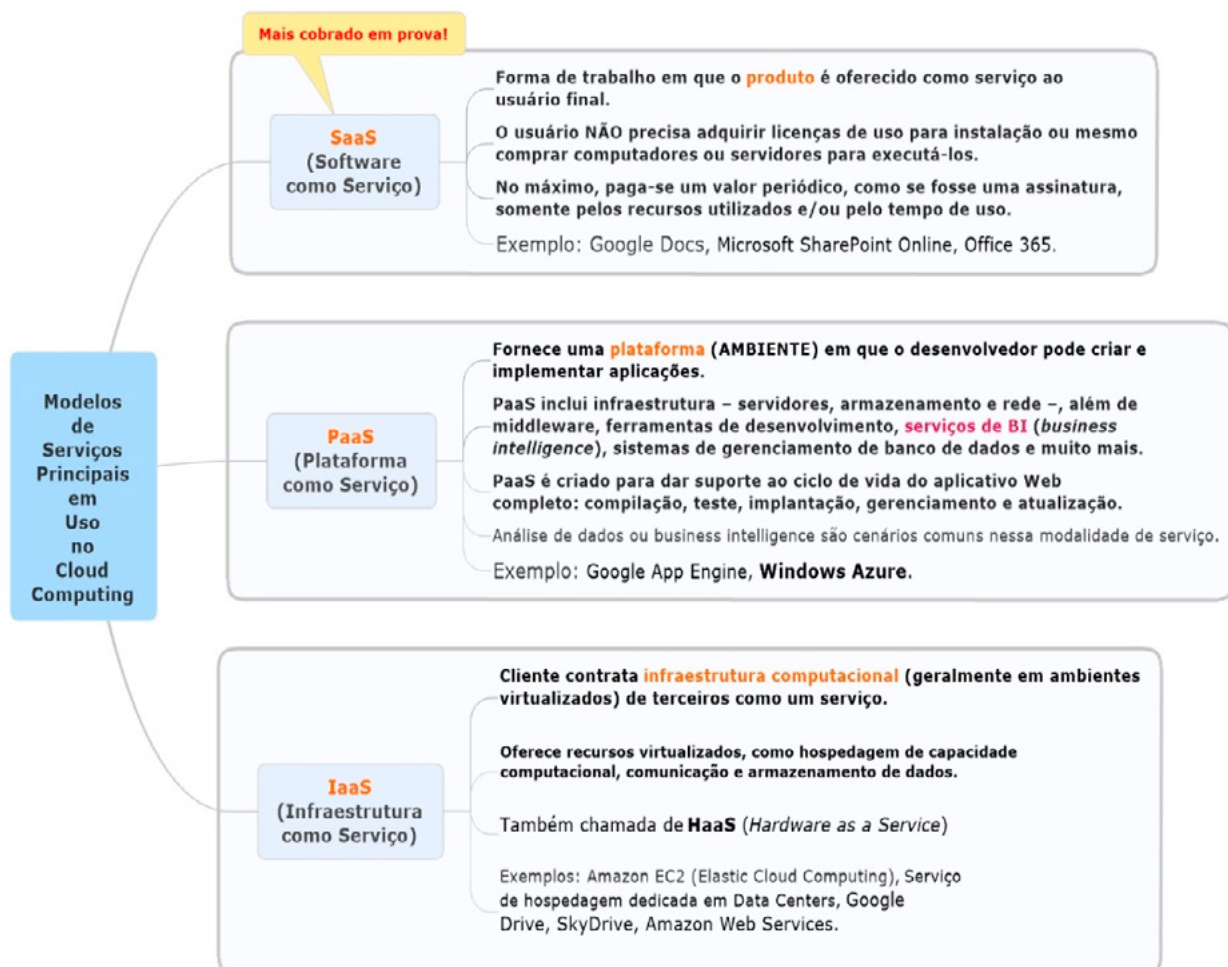 Mais cobrado em prova!
SaaS
(Software
como Serviço)
Forma de trabalho em que o produto é oferecido como serviço ao
usuário final.
O usuário NÃO precisa adquirir licenças de uso para instalação ou mesmo
comprar computadores ou servidores para executá-los.
No máximo, paga-se um valor periódico, como se fosse uma assinatura,
somente pelos recursos utilizados e/ou pelo tempo de uso.
Exemplo: Google Docs, Microsoft SharePoint Online, Office 365.
Modelos
de
Serviços
Principais
em
Uso
no
Cloud
Computing
PaaS
(Plataforma
como Serviço)
Fornece uma plataforma (AMBIENTE) em que o desenvolvedor pode criar e
implementar aplicações.
PaaS inclui infraestrutura – servidores, armazenamento e rede –, além de
middleware, ferramentas de desenvolvimento, serviços de BI (business
intelligence), sistemas de gerenciamento de banco de dados e muito mais.
PaaS é criado para dar suporte ao ciclo de vida do aplicativo Web
completo: compilação, teste, implantação, gerenciamento e atualização.
Análise de dados ou business intelligence são cenários comuns nessa modalidade de serviço.
Exemplo: Google App Engine, Windows Azure.
IaaS
(Infraestrutura
como Serviço)
Cliente contrata infraestrutura computacional (geralmente em ambientes
virtualizados) de terceiros como um serviço.
Oferece recursos virtualizados, como hospedagem de capacidade
computacional, comunicação e armazenamento de dados.
Também chamada de HaaS (Hardware as a Service)
Exemplos: Amazon EC2 (Elastic Cloud Computing), Serviço
de hospedagem dedicada em Data Centers, Google
Drive, SkyDrive, Amazon Web Services.